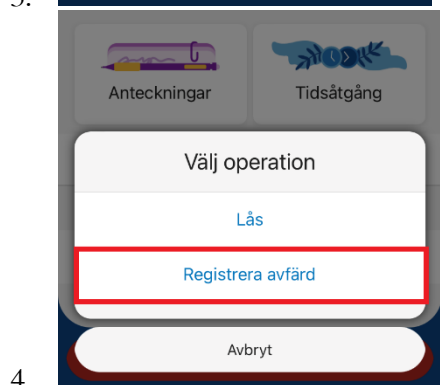 3.
Anteckningar Tidsåtgång
Välj operation
Lås
Registrera avfärd
Avbryt
4